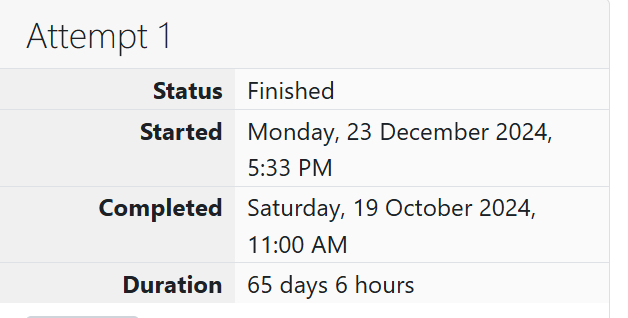 Attempt 1
Status Finished
Started Monday, 23 December 2024,
5:33 PM
Completed Saturday, 19 October 2024,
11:00 AM
Duration 65 days 6 hours